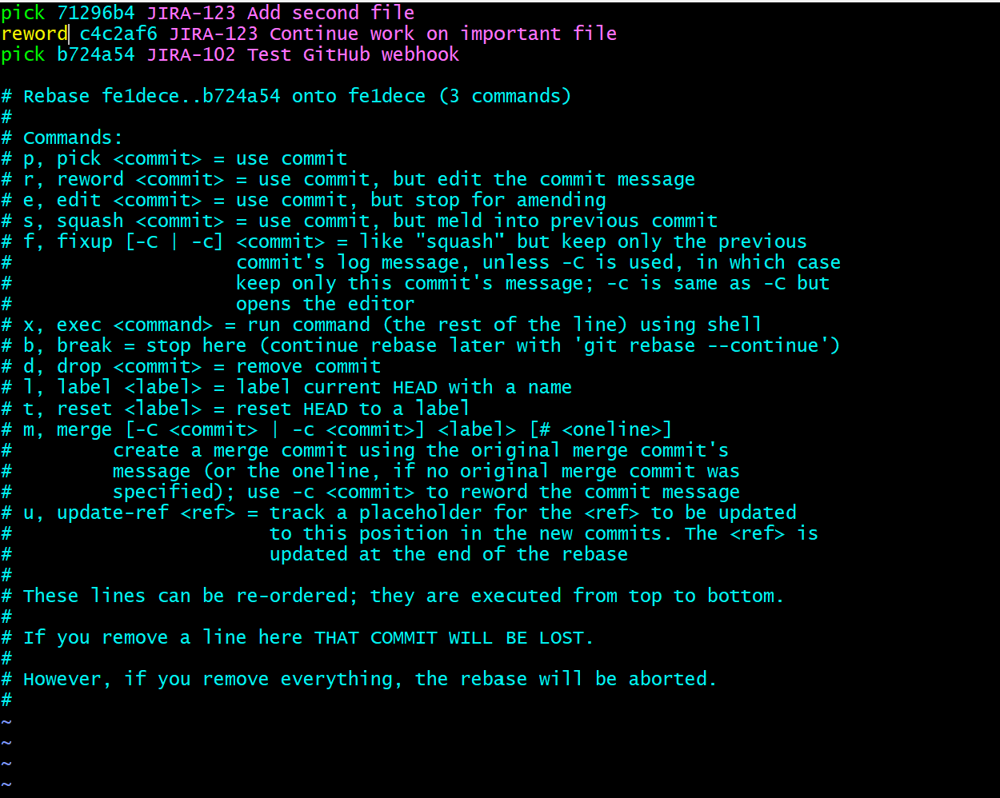 pick 71296b4 JIRA-123 Add second file
reword c4c2af6 JIRA-123 Continue work on important file
pick b724a54 JIRA-102 Test GitHub webhook

# Rebase fe1dece..b724a54 onto fe1dece (3 commands)
#
# Commands:
# p, pick <commit> = use commit
# r, reword <commit> = use commit, but edit the commit message
# e, edit <commit> = use commit, but stop for amending
# s, squash <commit> = use commit, but meld into previous commit
# f, fixup [-C | -c] <commit> = like "squash" but keep only the previous
#                    commit's log message, unless -C is used, in which case
#                    keep only this commit's message; -c is same as -C but
#                    opens the editor
# x, exec <command> = run command (the rest of the line) using shell
# b, break = stop here (continue rebase later with 'git rebase --continue')
# d, drop <commit> = remove commit
# l, label <label> = label current HEAD with a name
# t, reset <label> = reset HEAD to a label
# m, merge [-C <commit> | -c <commit>] <label> [# <oneline>]
#         create a merge commit using the original merge commit's
#         message (or the oneline, if no original merge commit was
#         specified); use -c <commit> to reword the commit message
# u, update-ref <ref> = track a placeholder for the <ref> to be updated
#                       to this position in the new commits. The <ref> is
#                       updated at the end of the rebase
#
# These lines can be re-ordered; they are executed from top to bottom.
#
# If you remove a line here THAT COMMIT WILL BE LOST.
#
# However, if you remove everything, the rebase will be aborted.
#
~
~
~
~